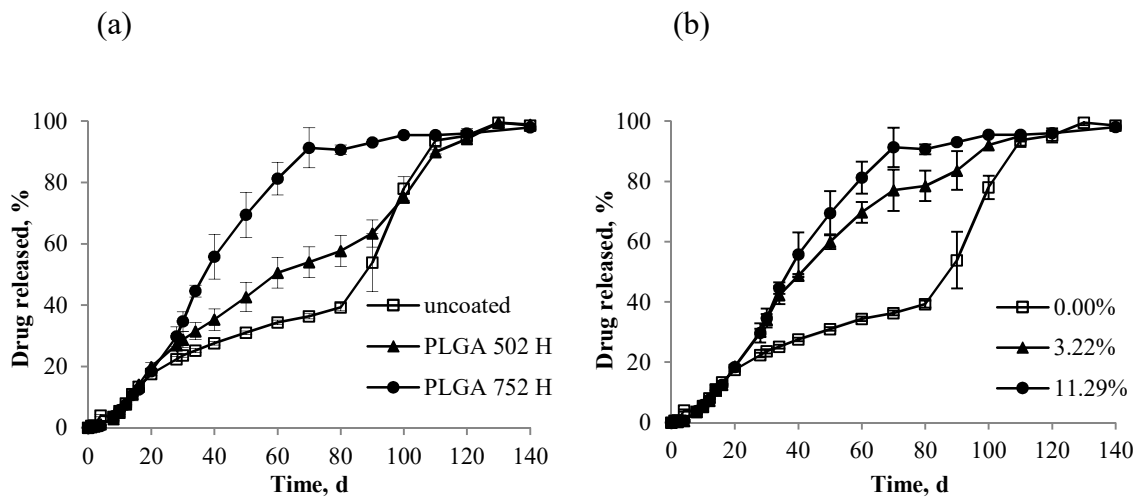 (a)
(b)
Drug released, %
100
80
60
40
20
0
0 20 40 60 80 100 120 140
Time, d
uncoated
PLGA 502 H
PLGA 752 H
Drug released, %
100
80
60
40
20
0
0 20 40 60 80 100 120 140
Time, d
0.00%
3.22%
11.29%